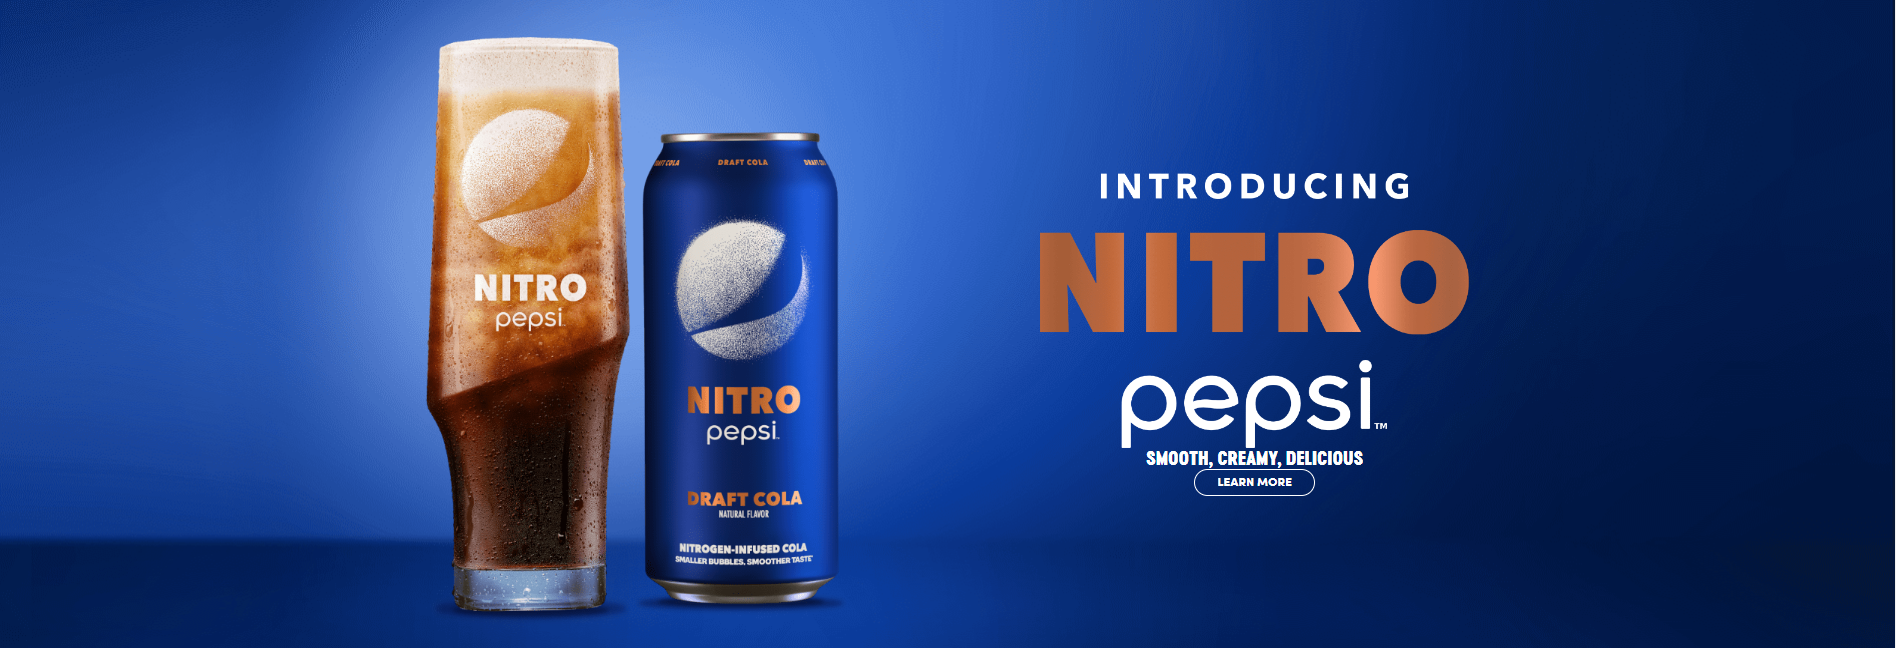 NITRO
pepsi
DRAFT COLA
NITRO
pepsi
DRAFT COLA
NATURAL FLAVOR
NITROGEN-INFUSED COLA
SMALLER BUBBLES, SMOOTHER TASTE
INTRODUCING
NITRO
pepsi™
SMOOTH, CREAMY, DELICIOUS
LEARN MORE